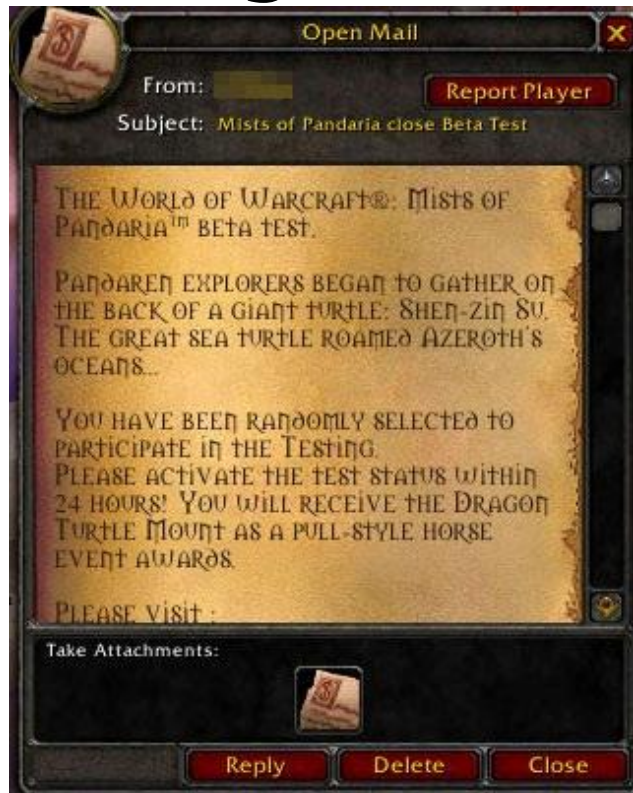 Open Mail
From:
Report Player
Subject: Mists of Pandaria close Beta Test
The World of Warcraft®: Mists of
Pandaria™ beta test.
Pandaren explorers began to gather on
the back of a giant turtle: Shen-zin Su.
The great sea turtle roamed Azeroth's
oceans...
You have been randomly selected to
participate in the Testing.
Please activate the test status within
24 hours! You will receive the Dragon
Turtle Mount as a pull-style horse
event awards.
Please visit :
Take Attachments:
Reply Delete Close